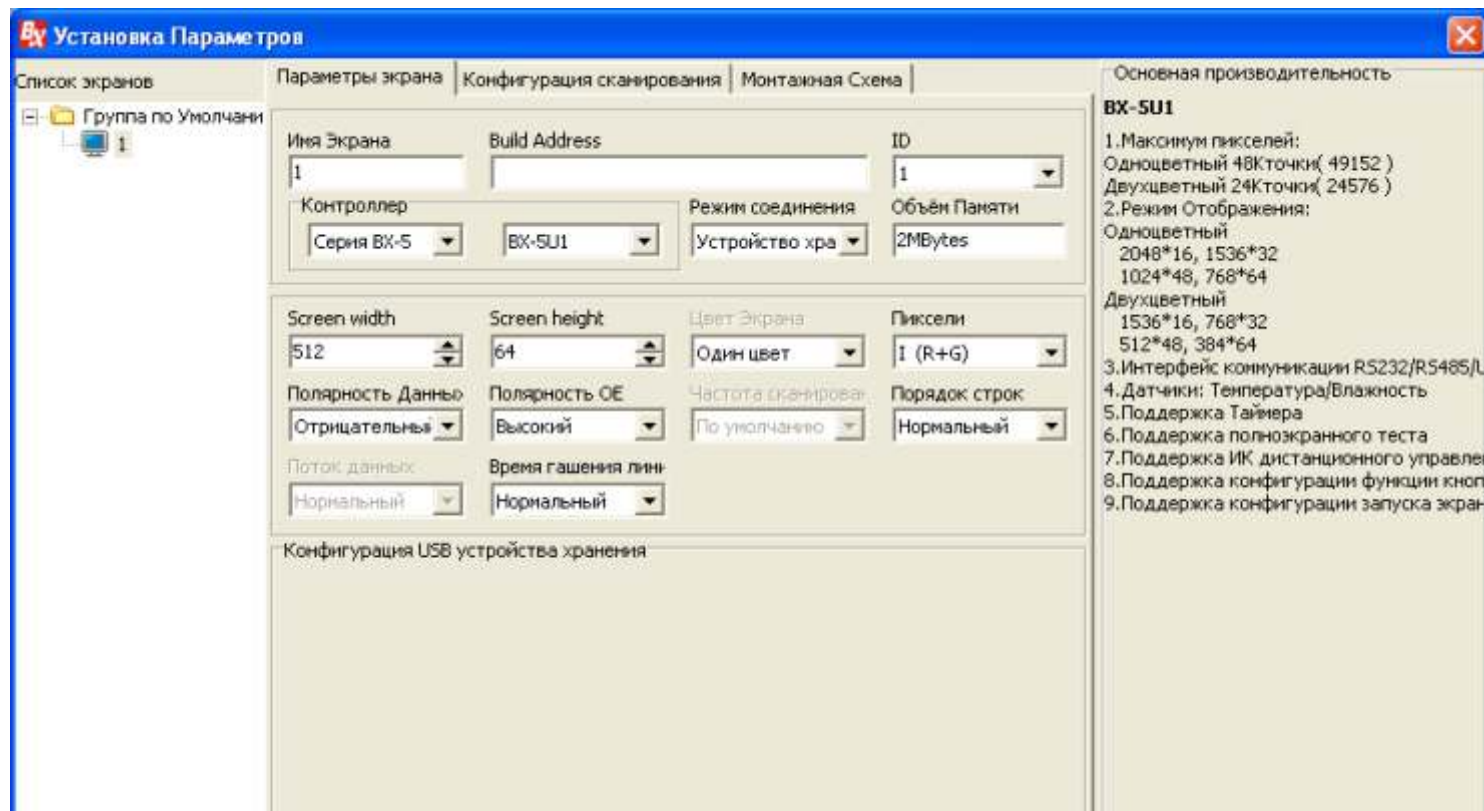 BX Установка Параметров
Список экранов
Группа по Умолчани
1
Параметры экрана
Конфигурация сканирования
Монтажная Схема
Имя Экрана
Build Address
ID
1
1
Контроллер
Режим соединения
Объём Памяти
Серия BX-5
BX-5U1
Устройство хра
2MBytes
Screen width
Screen height
Цвет Экрана
Пиксели
512
64
Один цвет
I (R+G)
Полярность Данны
Полярность OE
Частота сканирова
Порядок строк
Отрицательны
Высокий
По умолчанию
Нормальный
Поток данных
Время гашения лини
Нормальный
Нормальный
Конфигурация USB устройства хранения
Основная производительность
BX-5U1
1.Максимум пикселей:
Одноцветный 48Kточки( 49152 )
Двухцветный 24Kточки( 24576 )
2.Режим Отображения:
Одноцветный
2048*16, 1536*32
1024*48, 768*64
Двухцветный
1536*16, 768*32
512*48, 384*64
3.Интерфейс коммуникации RS232/RS485/U
4.Датчики: Температура/Влажность
5.Поддержка Таймера
6.Поддержка полноэкранного теста
7.Поддержка ИК дистанционного управле
8.Поддержка конфигурации функции кноп
9.Поддержка конфигурации запуска экран